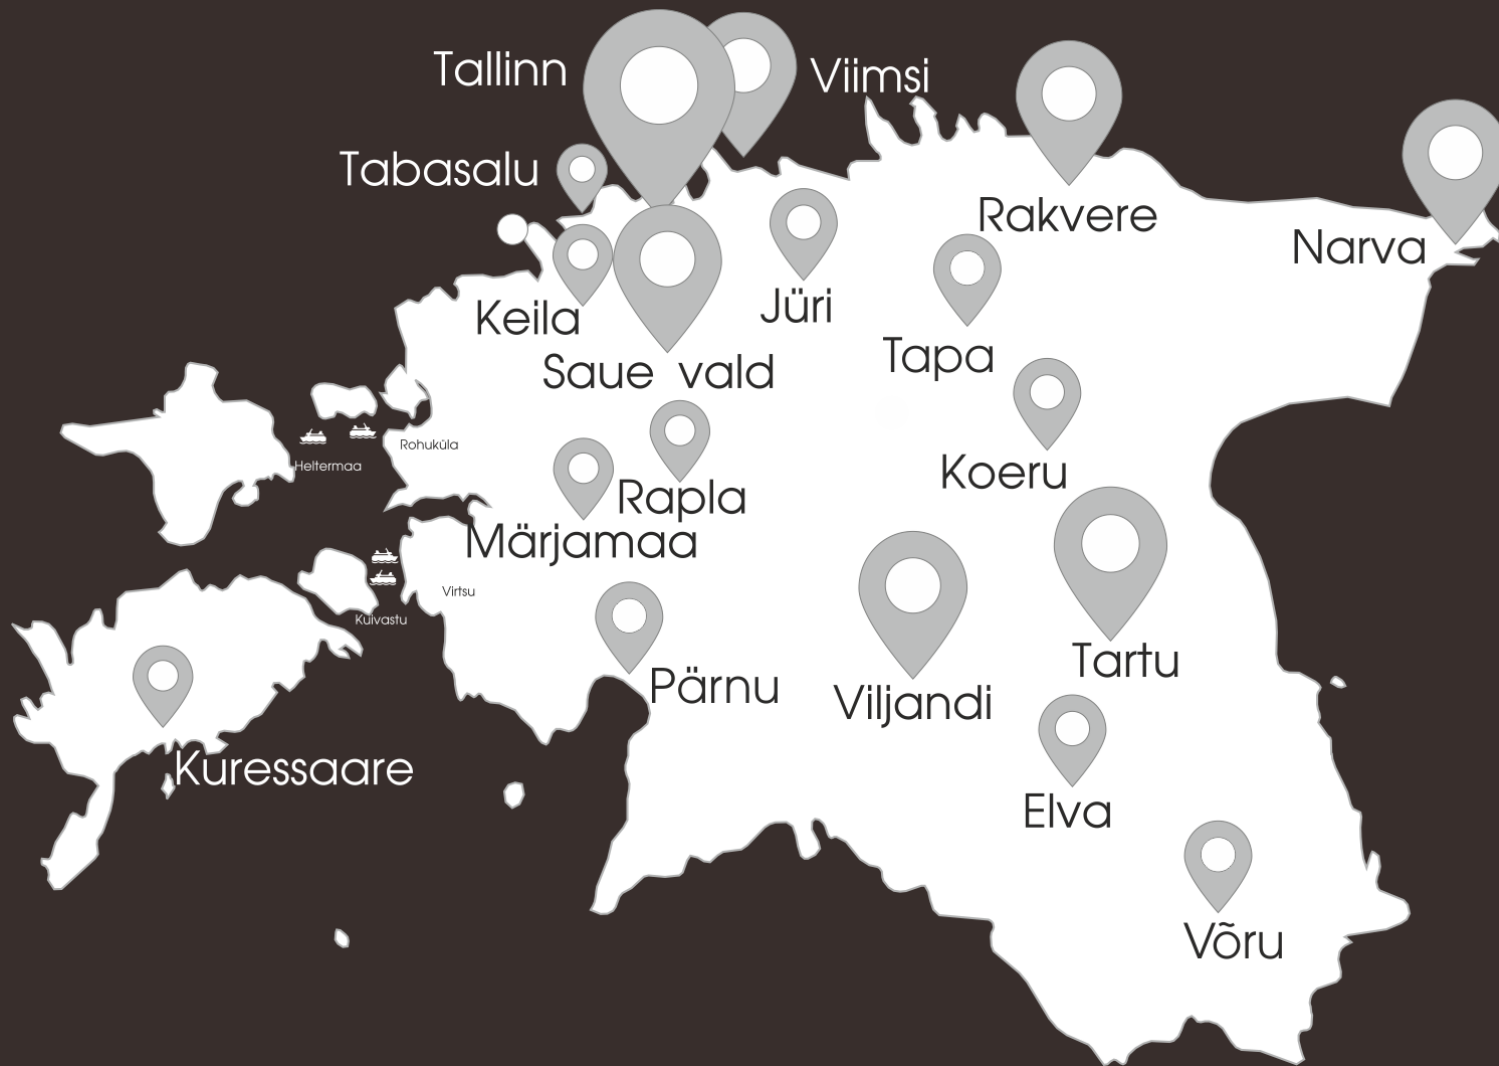 Tallinn
Viimsi
Tabasalu
Rakvere
Narva
Jüri
Keila
Tapa
Saue vald
Rohuküla
Heltermaa
Koeru
Rapla
Märjamaa
Virtsu
Kuivastu
Tartu
Pärnu
Viljandi
Kuressaare
Elva
Võru